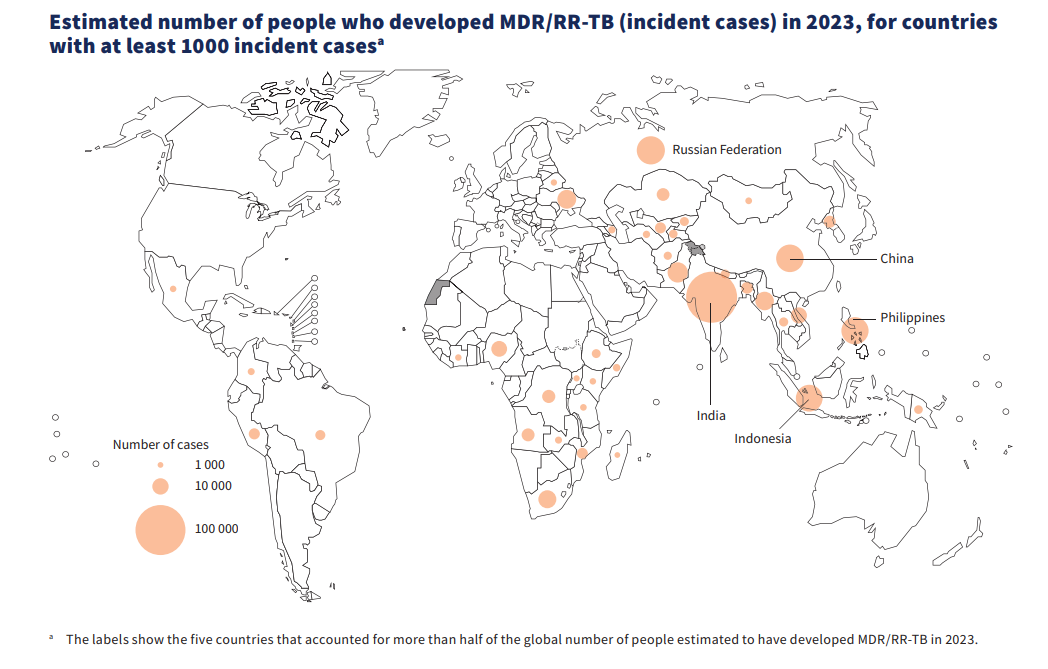 Estimated number of people who developed MDR/RR-TB (incident cases) in 2023, for countries
with at least 1000 incident casesᵃ
Russian Federation
China
Philippines
India
Indonesia
Number of cases
1 000
10 000
100 000
ᵃ The labels show the five countries that accounted for more than half of the global number of people estimated to have developed MDR/RR-TB in 2023.